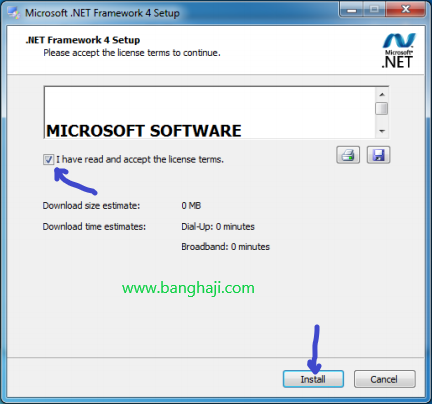 Microsoft .NET Framework 4 Setup
.NET Framework 4 Setup
Please accept the license terms to continue.
Microsoft®
.NET
MICROSOFT SOFTWARE
I have read and accept the license terms.
Download size estimate: 0 MB
Download time estimates: Dial-Up: 0 minutes
Broadband: 0 minutes
www.banghaji.com
Install Cancel